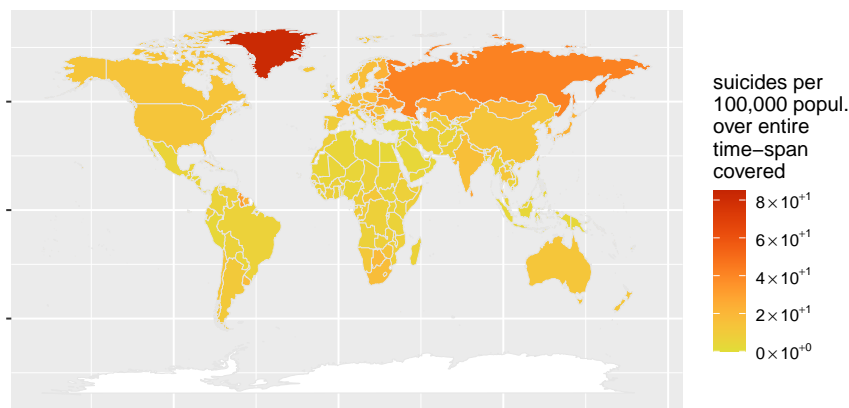 suicides per
100,000 popul.
over entire
time−span
covered
8×10⁺¹
6×10⁺¹
4×10⁺¹
2×10⁺¹
0×10⁺⁰